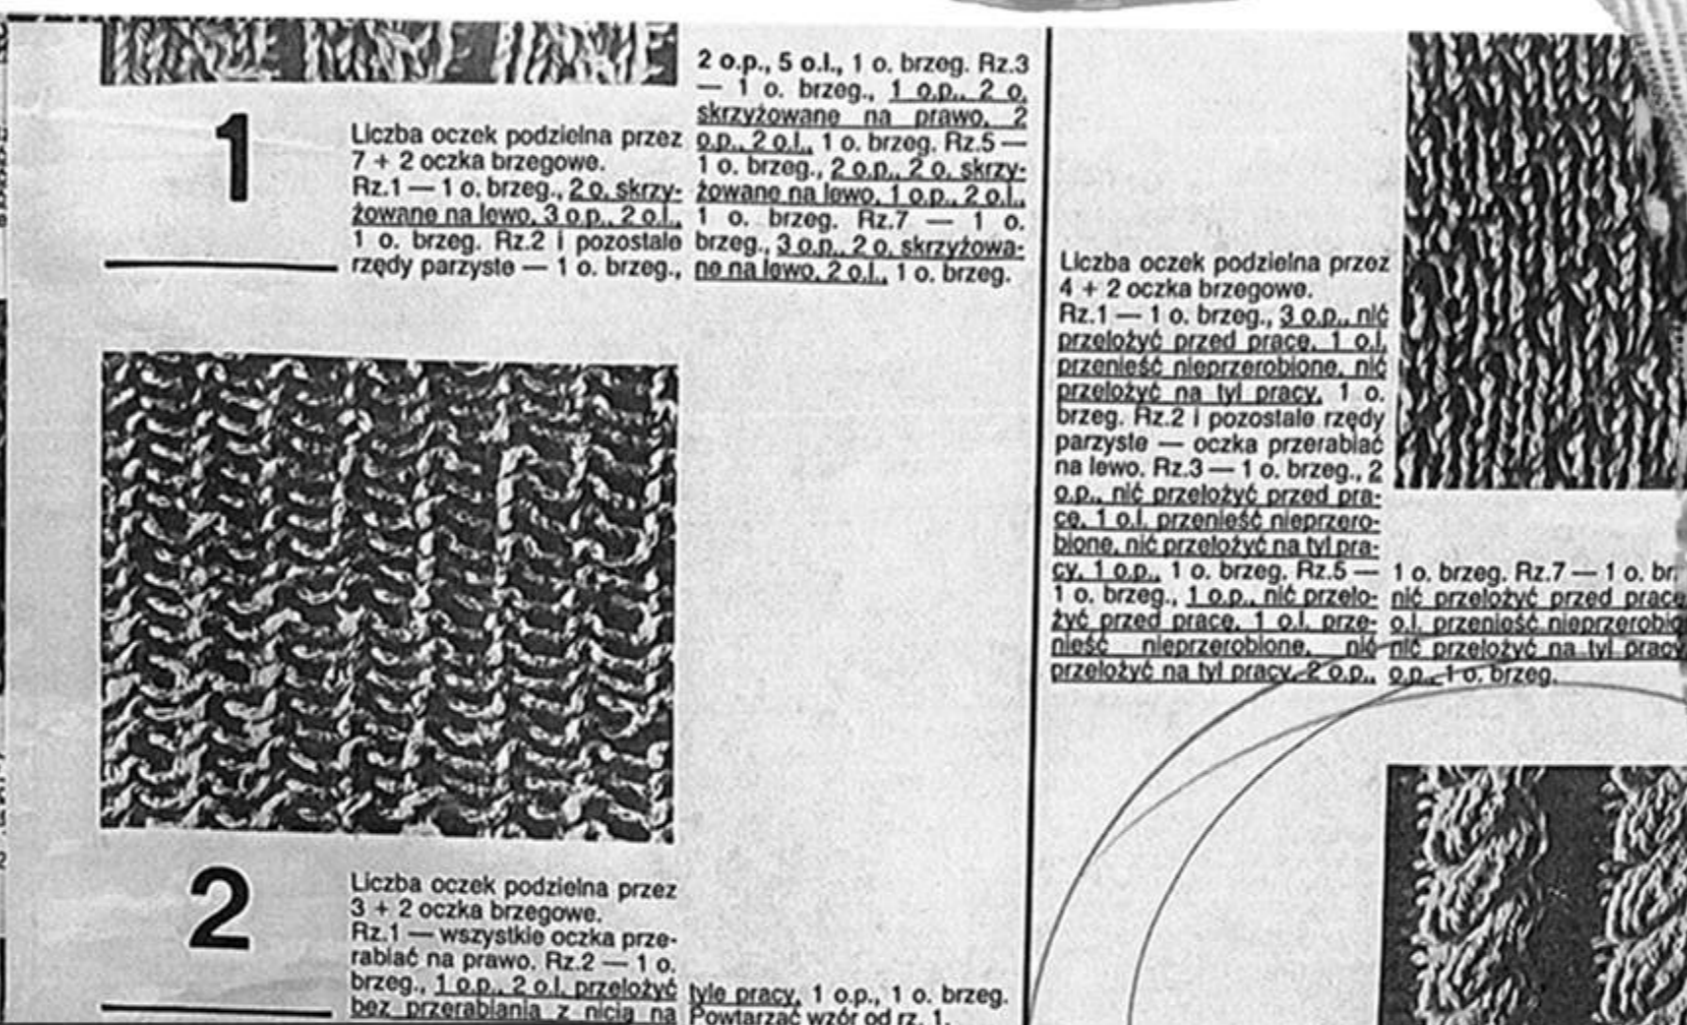 1
Liczba oczek podzielna przez
7 + 2 oczka brzegowe.
Rz.1 — 1 o. brzeg., 2 o. skrzy-
żowane na lewo, 3 o.p., 2 o.l.,
1 o. brzeg. Rz.2 i pozostałe
rzędy parzyste — 1 o. brzeg.,
2 o.p., 5 o.l., 1 o. brzeg. Rz.3
— 1 o. brzeg., 1 o.p., 2 o.
skrzyżowane na prawo, 2
o.p., 2 o.l., 1 o. brzeg. Rz.5 —
1 o. brzeg., 2 o.p., 2 o. skrzy-
żowane na lewo, 1 o.p., 2 o.l.,
1 o. brzeg. Rz.7 — 1 o.
brzeg., 3 o.p., 2 o. skrzyżowa-
ne na lewo, 2 o.l., 1 o. brzeg.
2
Liczba oczek podzielna przez
3 + 2 oczka brzegowe.
Rz.1 — wszystkie oczka prze-
rabiać na prawo. Rz.2 — 1 o.
brzeg., 1 o.p., 2 o.l. przełożyć
bez przerabiania z nicią na
tyle pracy, 1 o.p., 1 o. brzeg.
Powtarzać wzór od rz. 1.
Liczba oczek podzielna przez
4 + 2 oczka brzegowe.
Rz.1 — 1 o. brzeg., 3 o.p., nić
przełożyć przed pracę, 1 o.l.
przenieść nieprzerobione, nić
przełożyć na tył pracy, 1 o.
brzeg. Rz.2 i pozostałe rzędy
parzyste — oczka przerabiać
na lewo. Rz.3 — 1 o. brzeg., 2
o.p., nić przełożyć przed pra-
cę, 1 o.l. przenieść nieprzero-
bione, nić przełożyć na tył pra-
cy, 1 o.p., 1 o. brzeg. Rz.5 —
1 o. brzeg., 1 o.p., nić przeło-
żyć przed pracę, 1 o.l. prze-
nieść nieprzerobione, nić
przełożyć na tył pracy, 2 o.p.,
1 o. brzeg. Rz.7 — 1 o. br
nić przełożyć przed pracę
o.l. przenieść nieprzerobio
nić przełożyć na tył pracy
o.p., 1 o. brzeg.